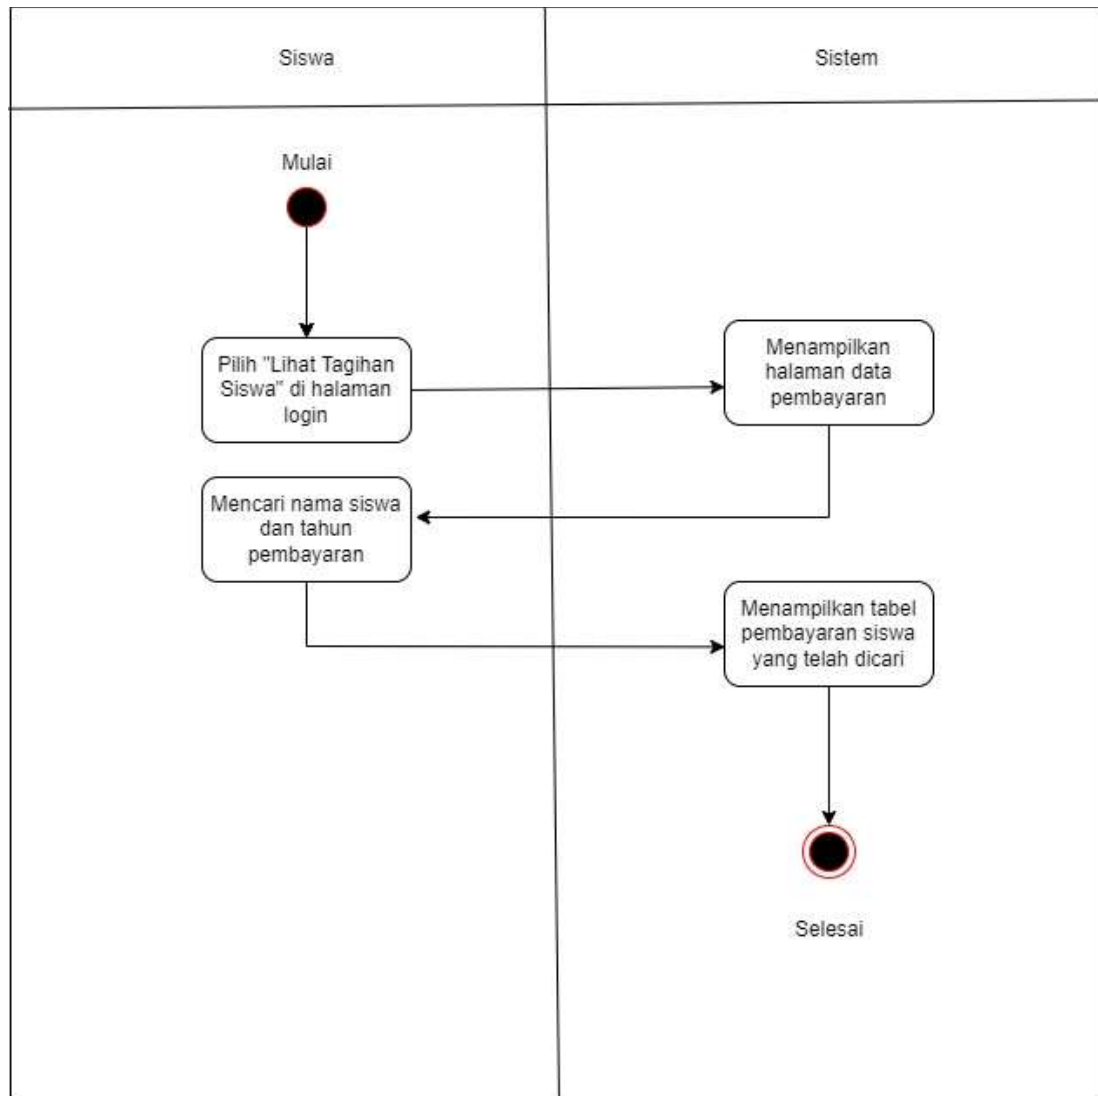 Siswa
Sistem
Mulai
Pilih "Lihat Tagihan
Siswa" di halaman
login
Menampilkan
halaman data
pembayaran
Mencari nama siswa
dan tahun
pembayaran
Menampilkan tabel
pembayaran siswa
yang telah dicari
Selesai